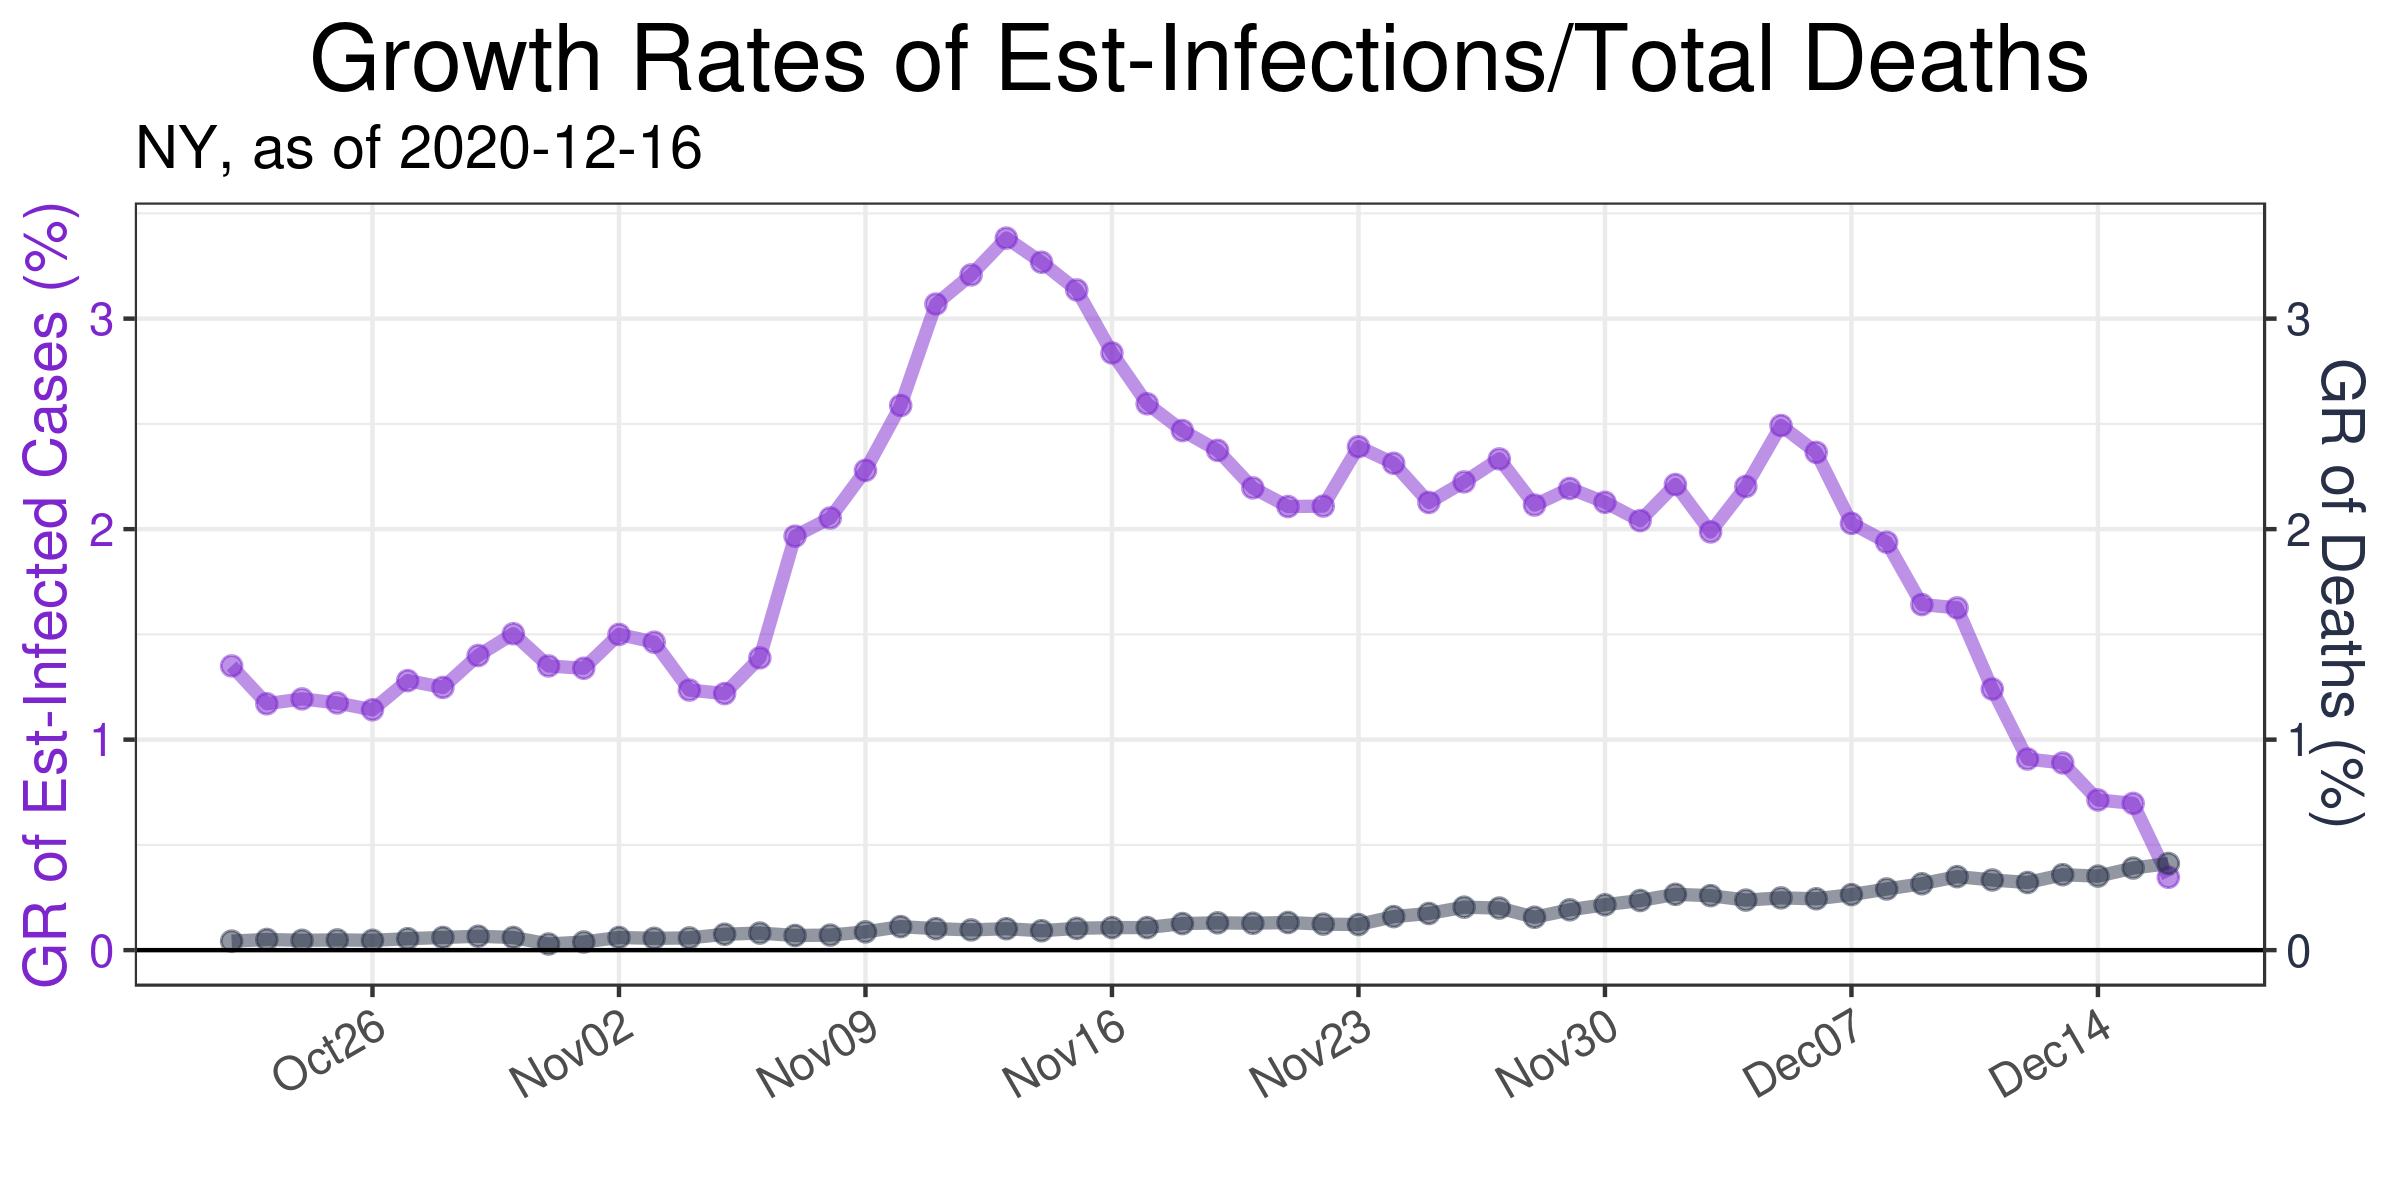 Growth Rates of Est-Infections/Total Deaths
NY, as of 2020-12-16
GR of Est-Infected Cases (%)
3
2
1
0
3
2
1
0
GR of Deaths (%)
Oct26
Nov02
Nov09
Nov16
Nov23
Nov30
Dec07
Dec14